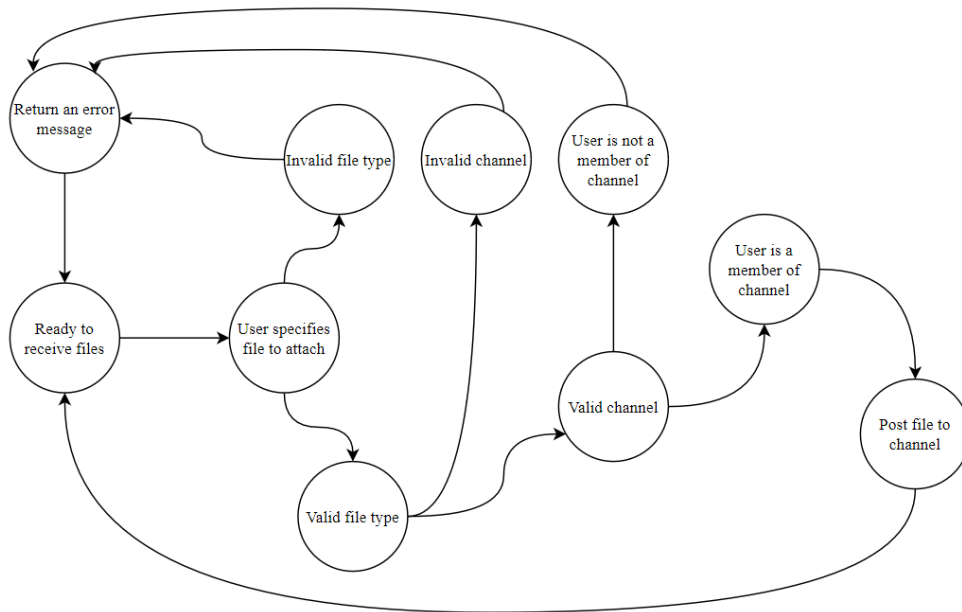 Return an error
message
Invalid file type
Invalid channel
User is not a
member of
channel
User is a
member of
channel
Ready to
receive files
User specifies
file to attach
Valid channel
Post file to
channel
Valid file type